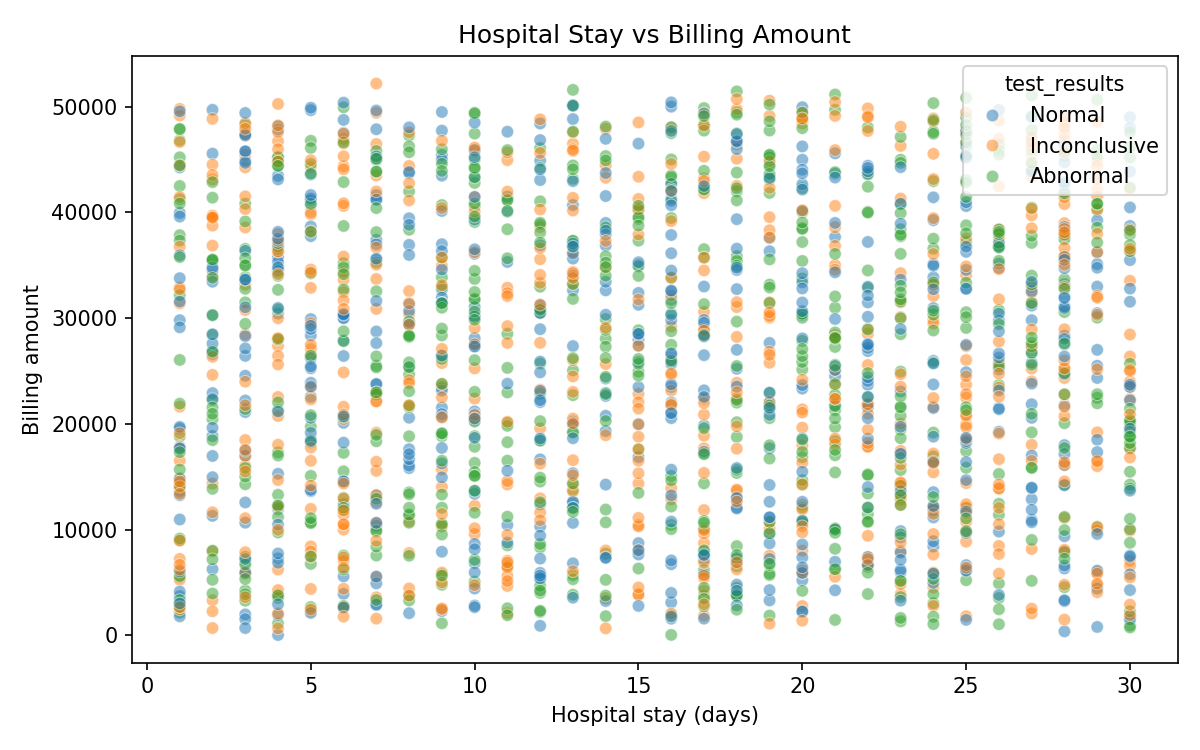 Hospital Stay vs Billing Amount
test_results
Normal
Inconclusive
Abnormal
Billing amount
50000
40000
30000
20000
10000
0
0 5 10 15 20 25 30
Hospital stay (days)